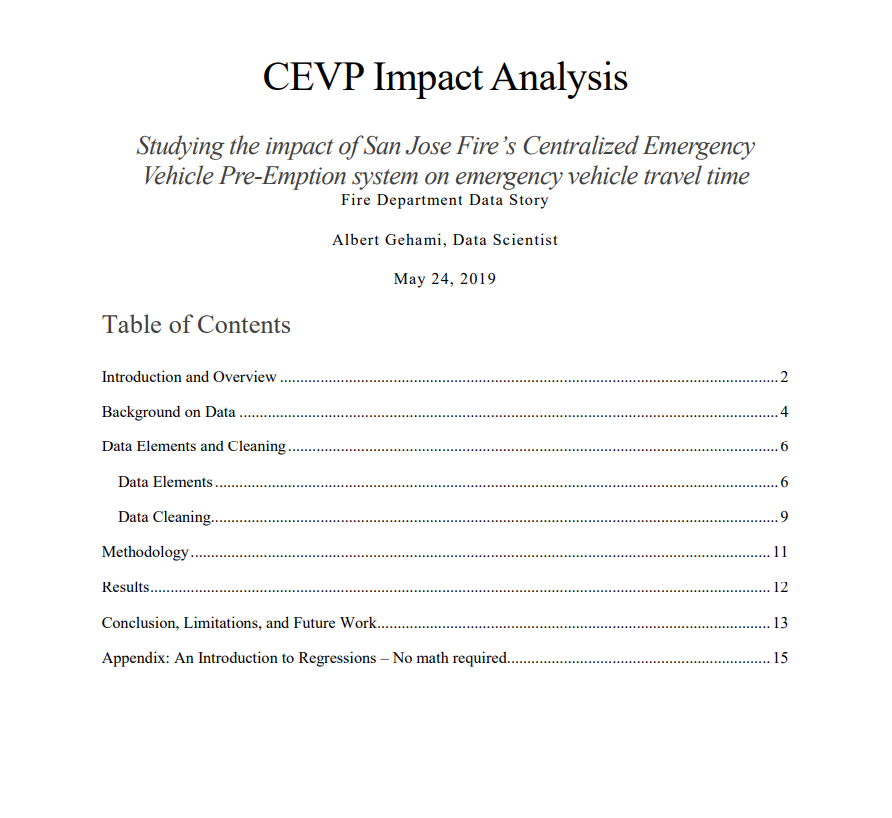 CEVP Impact Analysis
Studying the impact of San Jose Fire’s Centralized Emergency
Vehicle Pre-Emption system on emergency vehicle travel time
Fire Department Data Story
Albert Gehami, Data Scientist
May 24, 2019
Table of Contents
Introduction and Overview ........................................................................................................................... 2
Background on Data ..................................................................................................................................... 4
Data Elements and Cleaning ......................................................................................................................... 6
Data Elements ........................................................................................................................................... 6
Data Cleaning............................................................................................................................................ 9
Methodology ............................................................................................................................................... 11
Results......................................................................................................................................................... 12
Conclusion, Limitations, and Future Work................................................................................................. 13
Appendix: An Introduction to Regressions – No math required................................................................. 15